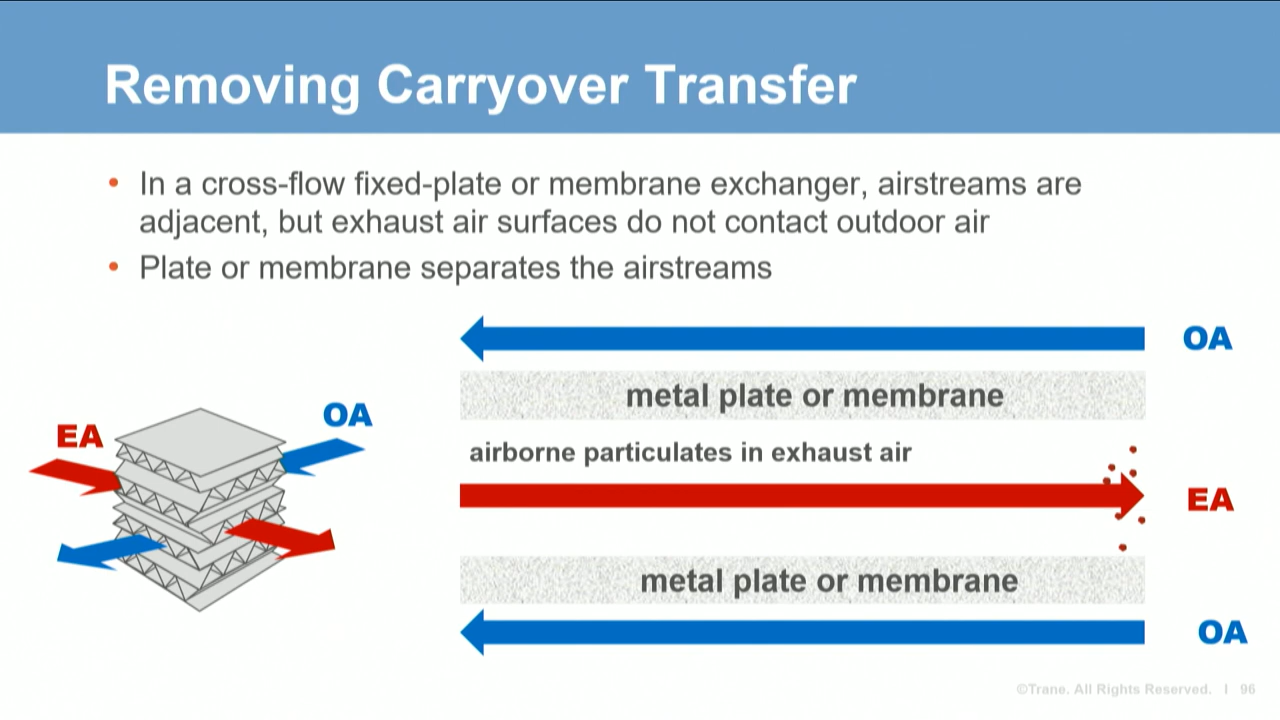 Removing Carryover Transfer
• In a cross-flow fixed-plate or membrane exchanger, airstreams are
adjacent, but exhaust air surfaces do not contact outdoor air
• Plate or membrane separates the airstreams
OA
metal plate or membrane
OA
EA
airborne particulates in exhaust air
EA
metal plate or membrane
OA
©Trane. All Rights Reserved. I 96